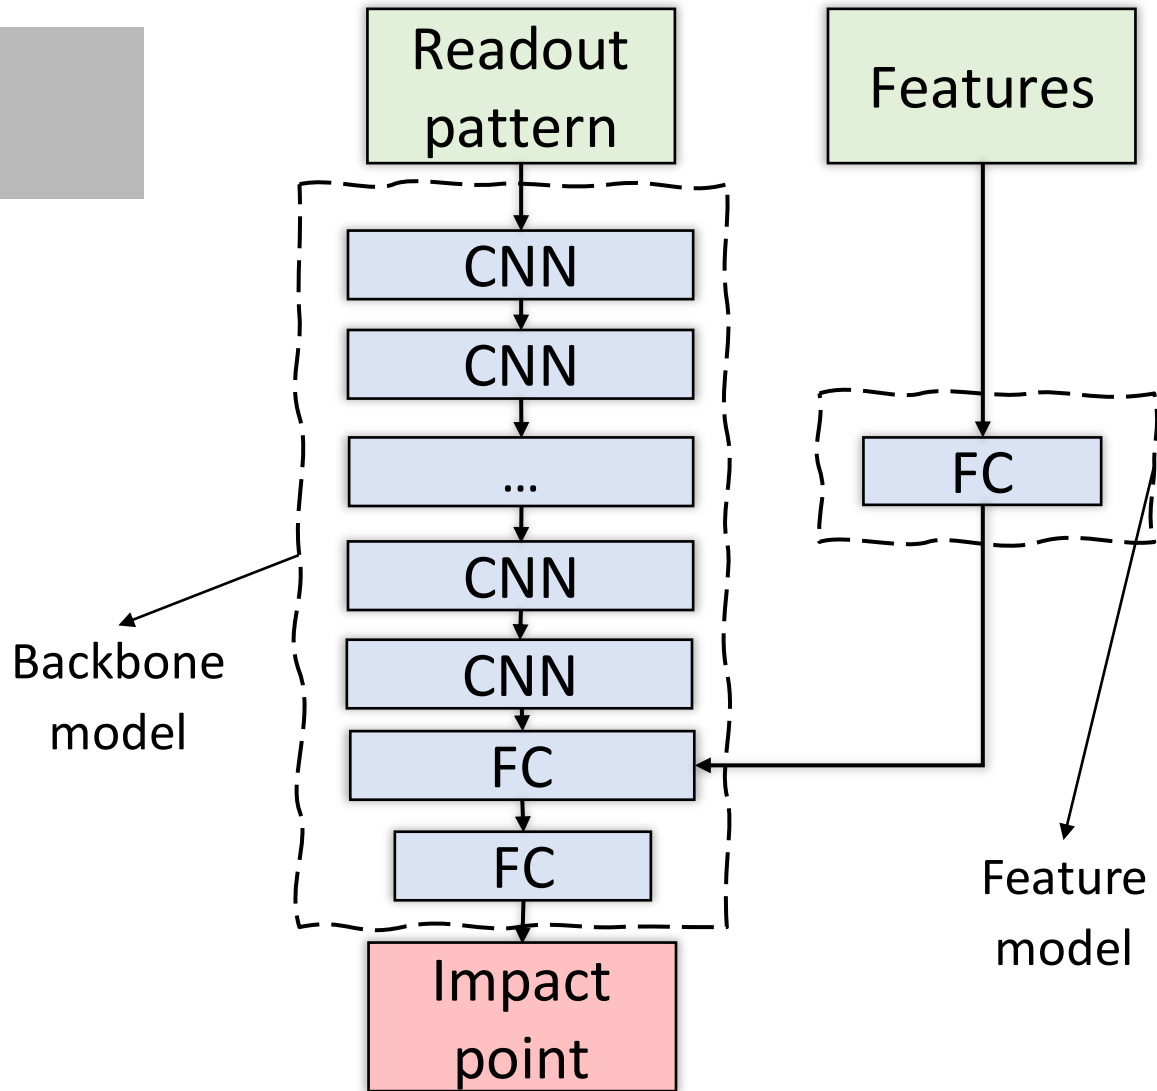 Readout
pattern
Features
CNN
CNN
...
FC
CNN
Backbone
model
CNN
FC
FC
Feature
model
Impact
point